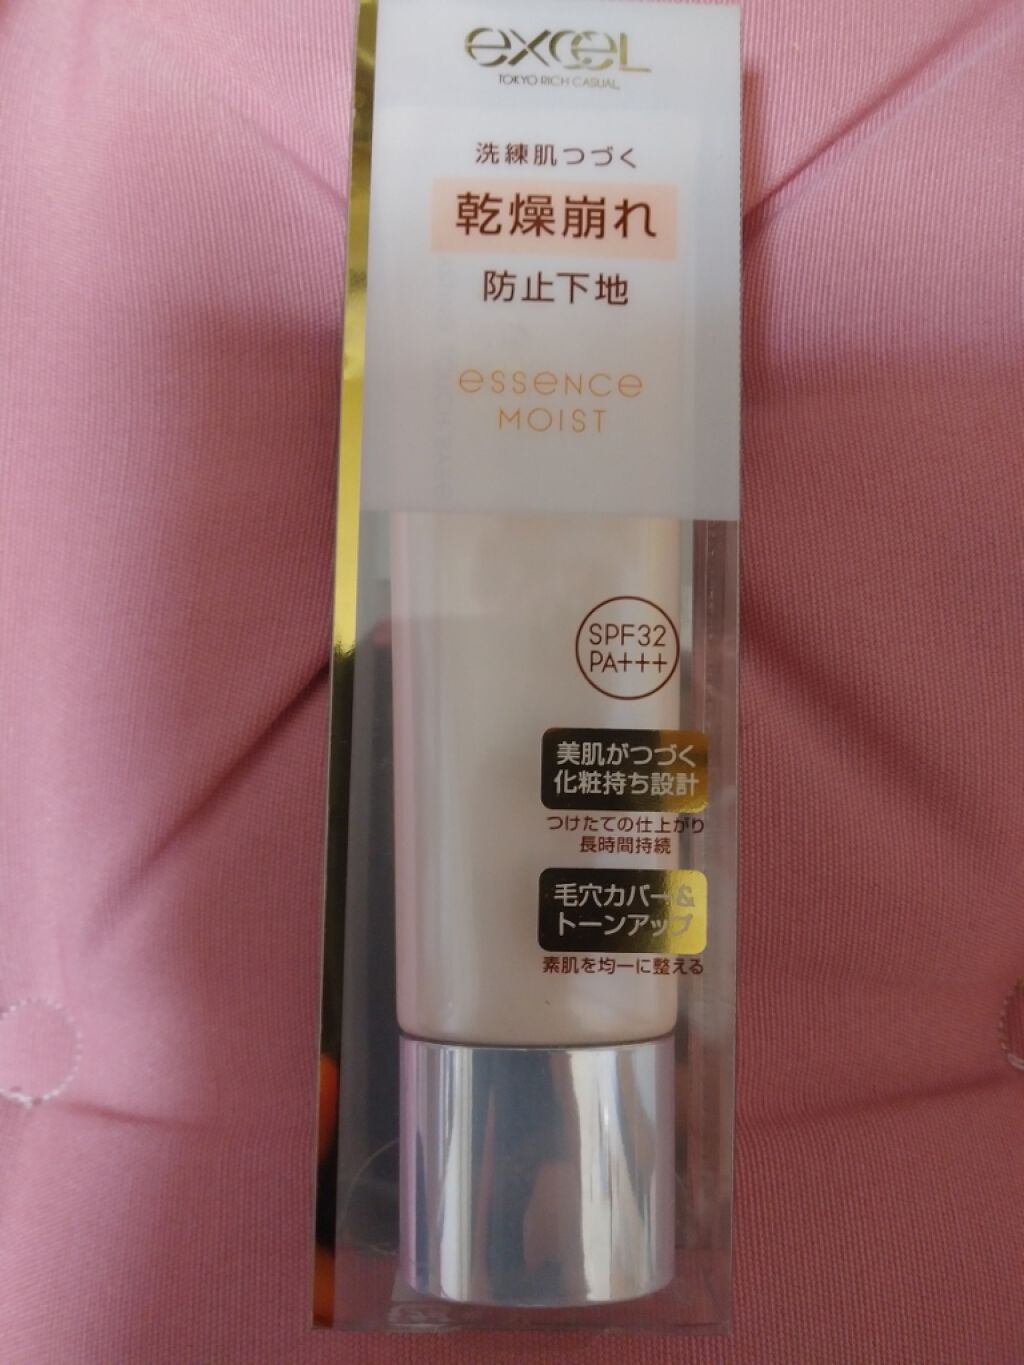 excel
TOKYO RICH CASUAL
洗練肌つづく
乾燥崩れ
防止下地
essence
MOIST
SPF32
PA+++
美肌がつづく
化粧持ち設計
つけたての仕上がり
長時間持続
毛穴カバー&
トーンアップ
素肌を均一に整える